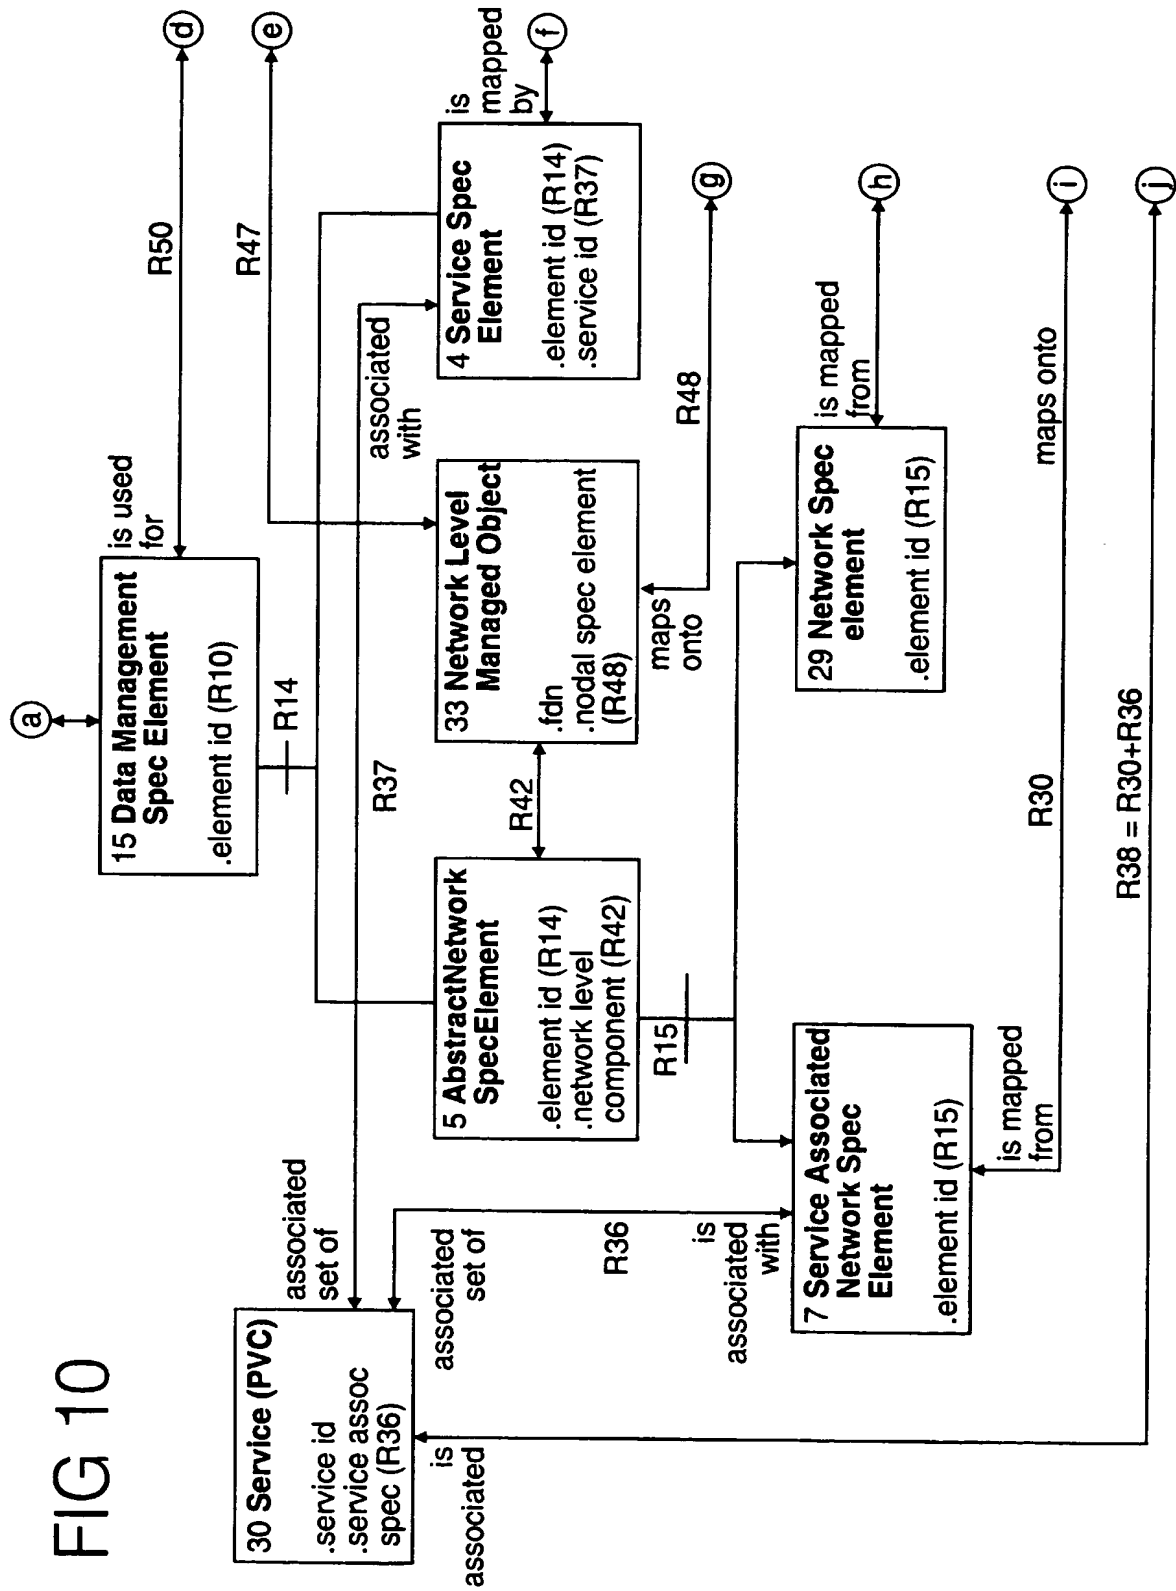 FIG 10
a
15 Data Management
Spec Element
.element id (R10)
is used
for
R50
d
R14
R47
e
R37
30 Service (PVC)
.service id
.service assoc
spec (R36)
associated
set of
associated
with
5 AbstractNetwork
SpecElement
.element id (R14)
.network level
component (R42)
R42
33 Network Level
Managed Object
.fdn
.nodal spec element
(R48)
4 Service Spec
Element
.element id (R14)
.service id (R37)
is
mapped
by
f
is
associated
associated
set of
R36
is
associated
with
R15
maps
onto
R48
g
7 Service Associated
Network Spec
Element
.element id (R15)
29 Network Spec
element
.element id (R15)
is mapped
from
h
is mapped
from
R30
maps onto
i
R38 = R30+R36
j